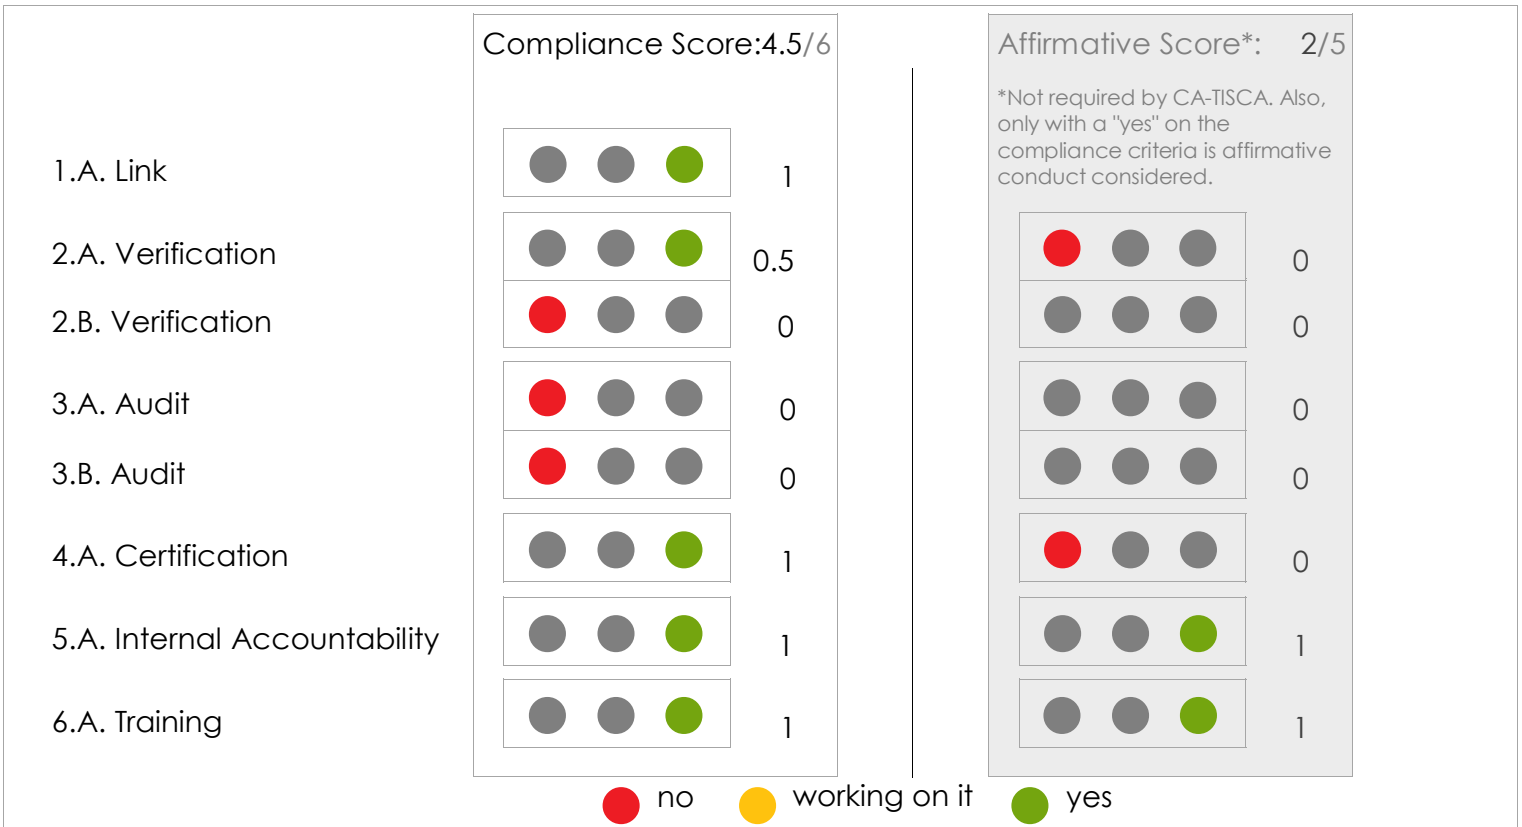 Compliance Score:4.5/6
Affirmative Score*: 2/5
*Not required by CA-TISCA. Also,
only with a "yes" on the
compliance criteria is affirmative
conduct considered.
1.A. Link 1
2.A. Verification 0.5 0
2.B. Verification 0 0
3.A. Audit 0 0
3.B. Audit 0 0
4.A. Certification 1 0
5.A. Internal Accountability 1 1
6.A. Training 1 1
no working on it yes